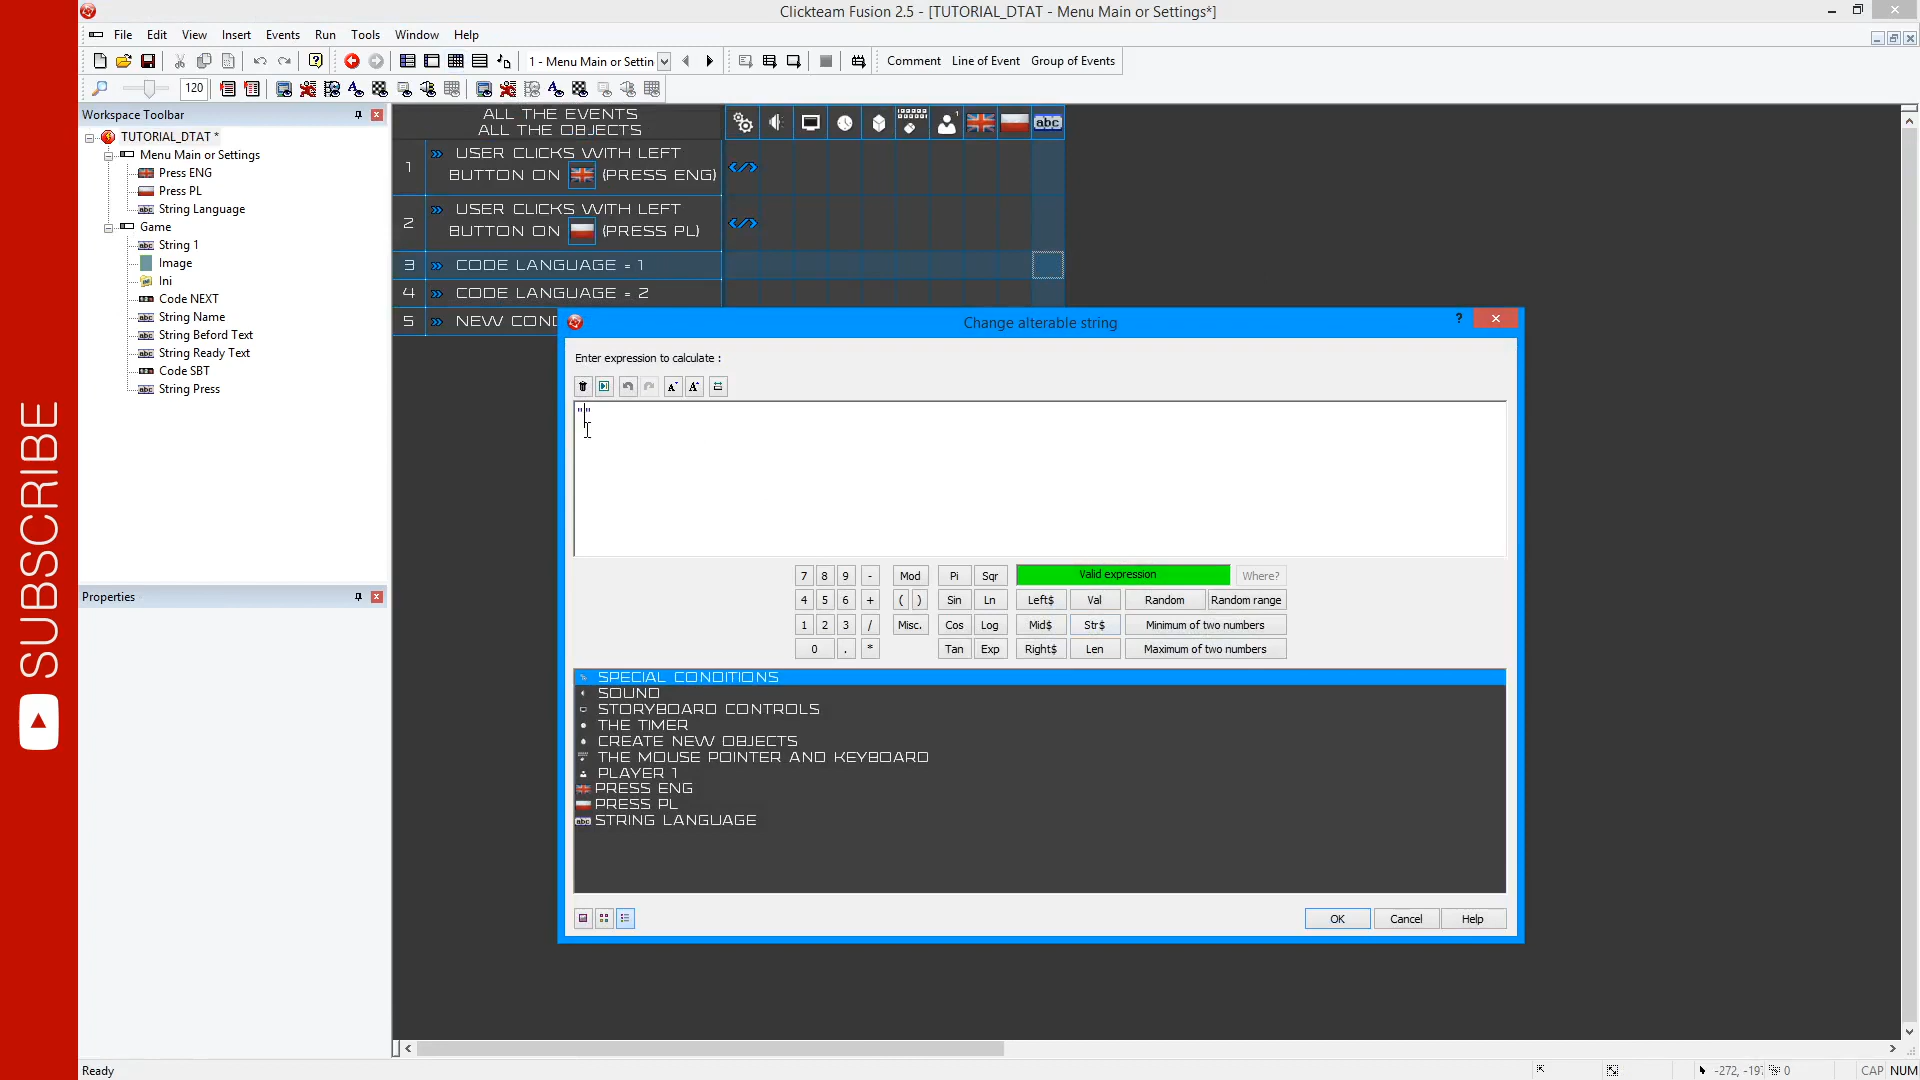 SUBSCRIBE
Clickteam Fusion 2.5 - [TUTORIAL_DTAT - Menu Main or Settings*]
File Edit View Insert Events Run Tools Window Help
1 - Menu Main or Settin
Comment Line of Event Group of Events
120
Workspace Toolbar
TUTORIAL_DTAT *
Menu Main or Settings
Press ENG
Press PL
String Language
Game
String 1
Image
Ini
Code NEXT
String Name
String Beford Text
String Ready Text
Code SBT
String Press
Properties
ALL THE EVENTS
ALL THE OBJECTS
1 USER CLICKS WITH LEFT
BUTTON ON (PRESS ENG)
2 USER CLICKS WITH LEFT
BUTTON ON (PRESS PL)
3 CODE LANGUAGE = 1
4 CODE LANGUAGE = 2
5 NEW COND
abc
Change alterable string
Enter expression to calculate :
""
7 8 9 - Mod Pi Sqr Valid expression Where?
4 5 6 + ( ) Sin Ln Left$ Val Random Random range
1 2 3 / Misc. Cos Log Mid$ Str$ Minimum of two numbers
0 . * Tan Exp Right$ Len Maximum of two numbers
SPECIAL CONDITIONS
SOUND
STORYBOARD CONTROLS
THE TIMER
CREATE NEW OBJECTS
THE MOUSE POINTER AND KEYBOARD
PLAYER 1
PRESS ENG
PRESS PL
STRING LANGUAGE
OK Cancel Help
Ready
0 CAP NUM